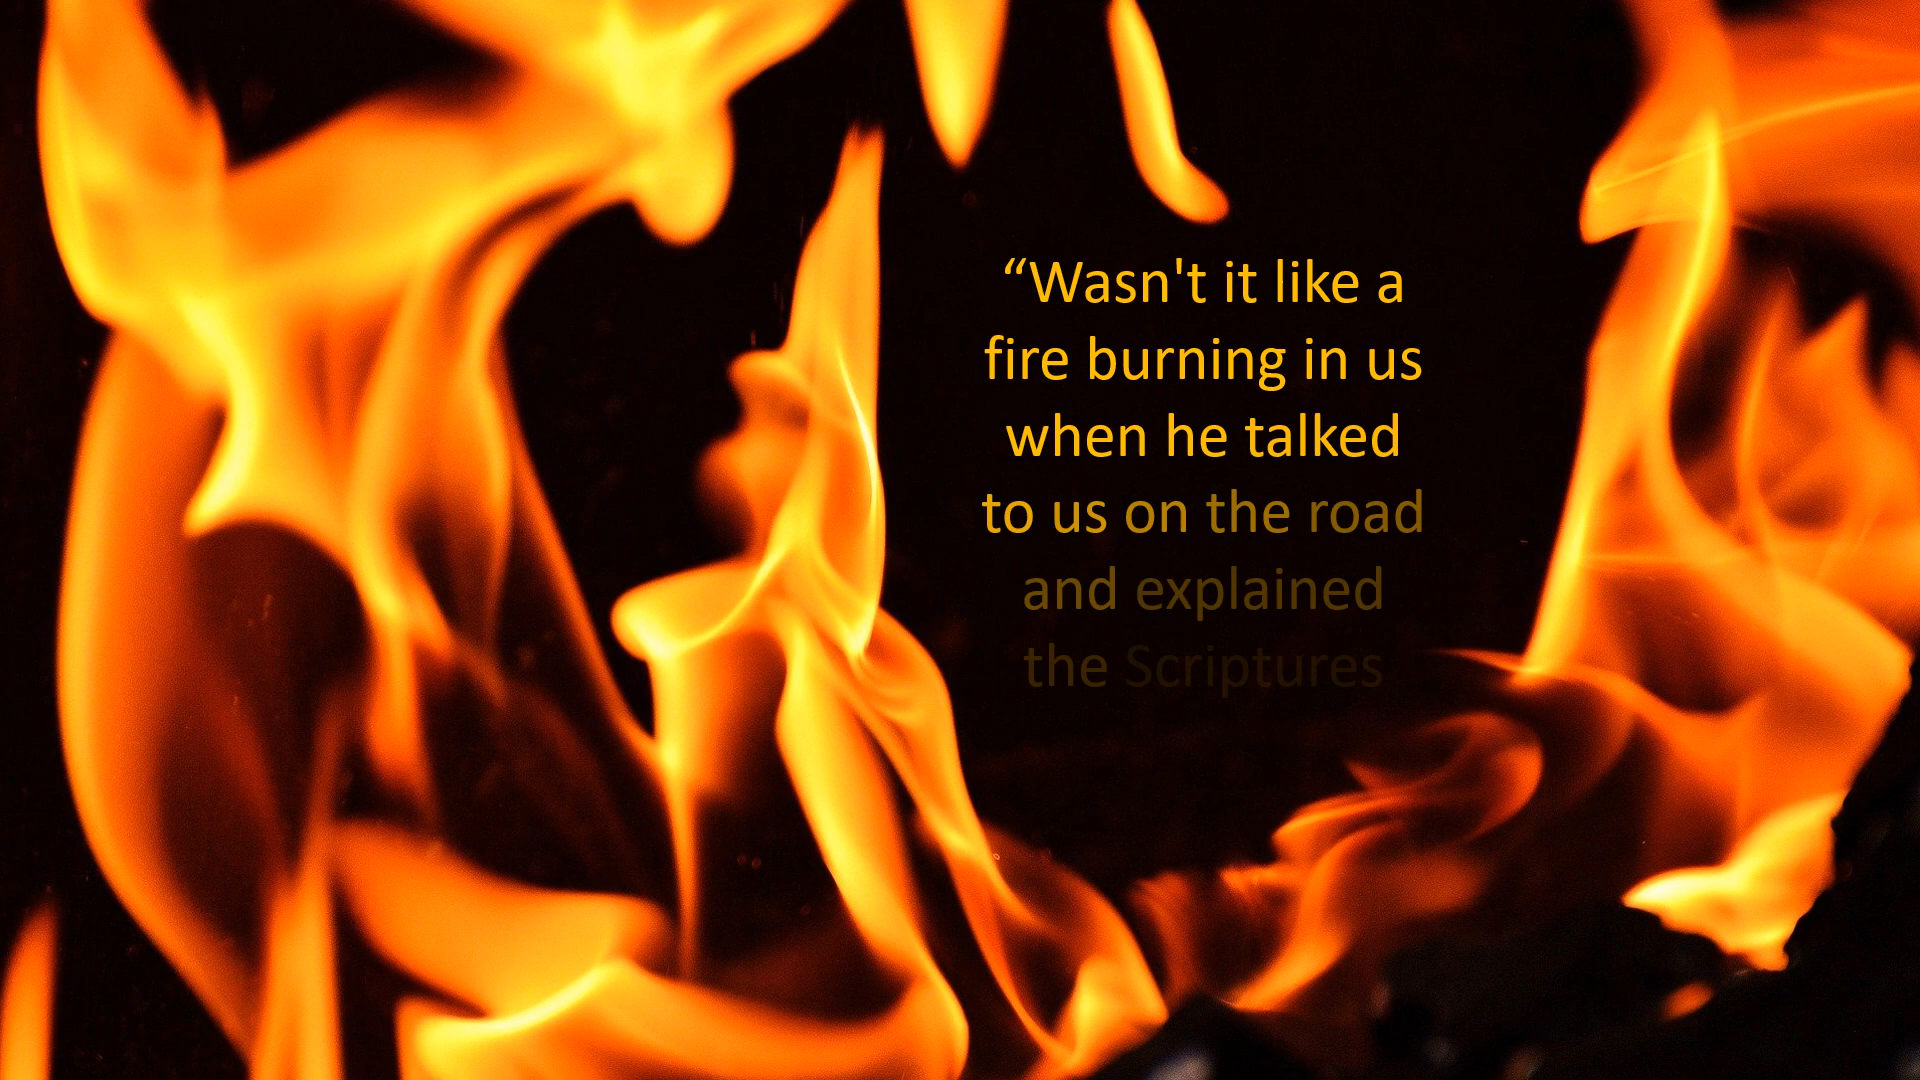 “Wasn't it like a
fire burning in us
when he talked
to us on the road
and explained
the Scriptures